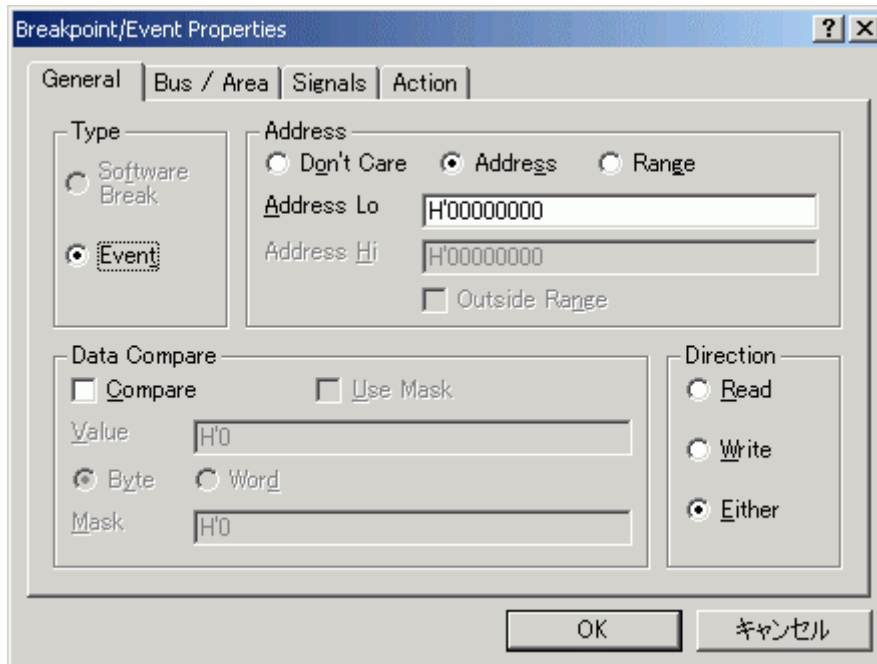 Breakpoint/Event Properties
General Bus / Area Signals Action
Type
Software
Break
Event
Address
Don't Care Address Range
Address Lo H'00000000
Address Hi H'00000000
Outside Range
Data Compare
Compare Use Mask
Value H'0
Byte Word
Mask H'0
Direction
Read
Write
Either
OK キャンセル